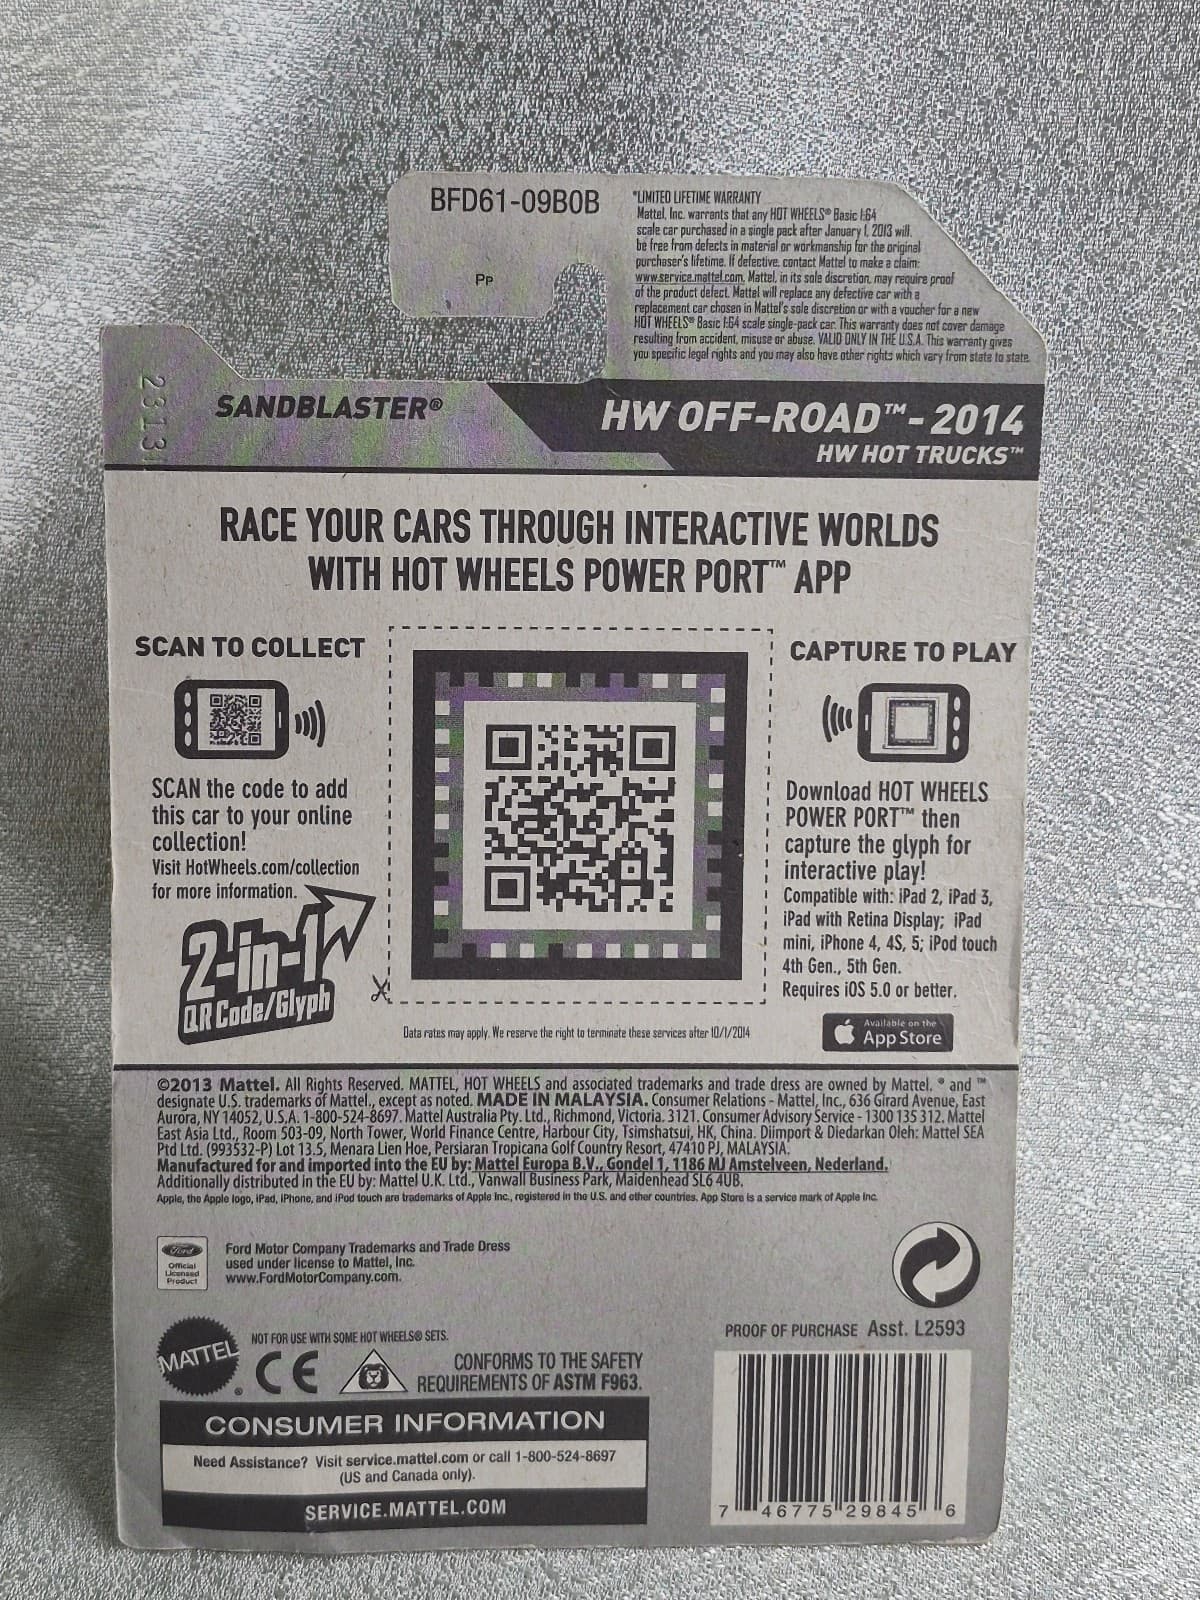 BFD61-09B0B
PP
*LIMITED LIFETIME WARRANTY
Mattel, Inc. warrants that any HOT WHEELS® Basic 1:64
scale car purchased in a single pack after January 1, 2013 will
be free from defects in material or workmanship for the original
purchaser's lifetime. If defective, contact Mattel to make a claim:
www.service.mattel.com. Mattel, in its sole discretion, may require proof
of the product defect. Mattel will replace any defective car with a
replacement car chosen in Mattel's sole discretion or with a voucher for a new
HOT WHEELS® Basic 1:64 scale single-pack car. This warranty does not cover damage
resulting from accident, misuse or abuse. VALID ONLY IN THE U.S.A. This warranty gives
you specific legal rights and you may also have other rights which vary from state to state.
2313
SANDBLASTER®
HW OFF-ROAD™ - 2014
HW HOT TRUCKS™
RACE YOUR CARS THROUGH INTERACTIVE WORLDS
WITH HOT WHEELS POWER PORT™ APP
SCAN TO COLLECT
SCAN the code to add
this car to your online
collection!
Visit HotWheels.com/collection
for more information.
2-in-1
QR Code/Glyph
CAPTURE TO PLAY
Download HOT WHEELS
POWER PORT™ then
capture the glyph for
interactive play!
Compatible with: iPad 2, iPad 3,
iPad with Retina Display; iPad
mini, iPhone 4, 4S, 5; iPod touch
4th Gen., 5th Gen.
Requires iOS 5.0 or better.
Available on the
App Store
Data rates may apply. We reserve the right to terminate these services after 10/1/2014
©2013 Mattel. All Rights Reserved. MATTEL, HOT WHEELS and associated trademarks and trade dress are owned by Mattel. ® and ™
designate U.S. trademarks of Mattel., except as noted. MADE IN MALAYSIA. Consumer Relations - Mattel, Inc., 636 Girard Avenue, East
Aurora, NY 14052, U.S.A. 1-800-524-8697. Mattel Australia Pty. Ltd., Richmond, Victoria. 3121. Consumer Advisory Service - 1300 135 312. Mattel
East Asia Ltd., Room 503-09, North Tower, World Finance Centre, Harbour City, Tsimshatsui, HK, China. Diimport & Diedarkan Oleh: Mattel SEA
Ptd Ltd. (993532-P) Lot 13.5, Menara Lien Hoe, Persiaran Tropicana Golf Country Resort, 47410 PJ, MALAYSIA.
Manufactured for and imported into the EU by: Mattel Europa B.V., Gondel 1, 1186 MJ Amstelveen, Nederland.
Additionally distributed in the EU by: Mattel U.K. Ltd., Vanwall Business Park, Maidenhead SL6 4UB.
Apple, the Apple logo, iPad, iPhone, and iPod touch are trademarks of Apple Inc., registered in the U.S. and other countries. App Store is a service mark of Apple Inc.
Ford
Official
Licensed
Product
Ford Motor Company Trademarks and Trade Dress
used under license to Mattel, Inc.
www.FordMotorCompany.com.
MATTEL®
NOT FOR USE WITH SOME HOT WHEELS® SETS.
CE
CONFORMS TO THE SAFETY
REQUIREMENTS OF ASTM F963.
CONSUMER INFORMATION
Need Assistance? Visit service.mattel.com or call 1-800-524-8697
(US and Canada only).
SERVICE.MATTEL.COM
PROOF OF PURCHASE Asst. L2593
7 46775 29845 6